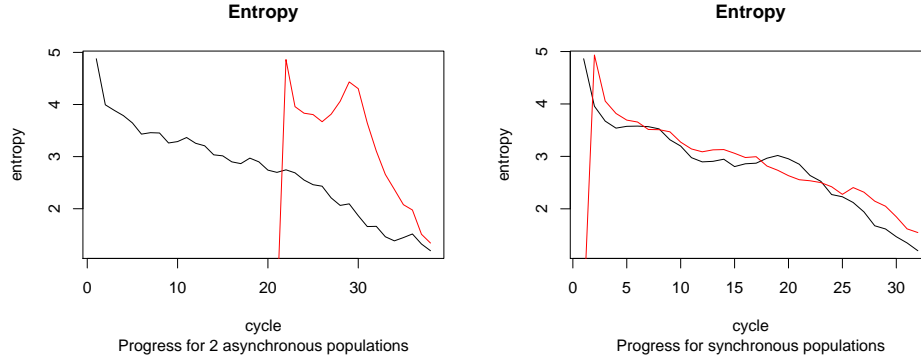 Entropy
entropy
5
4
3
2
0
10
20
30
cycle
Progress for 2 asynchronous populations
Entropy
entropy
5
4
3
2
0
5
10
15
20
25
30
cycle
Progress for synchronous populations